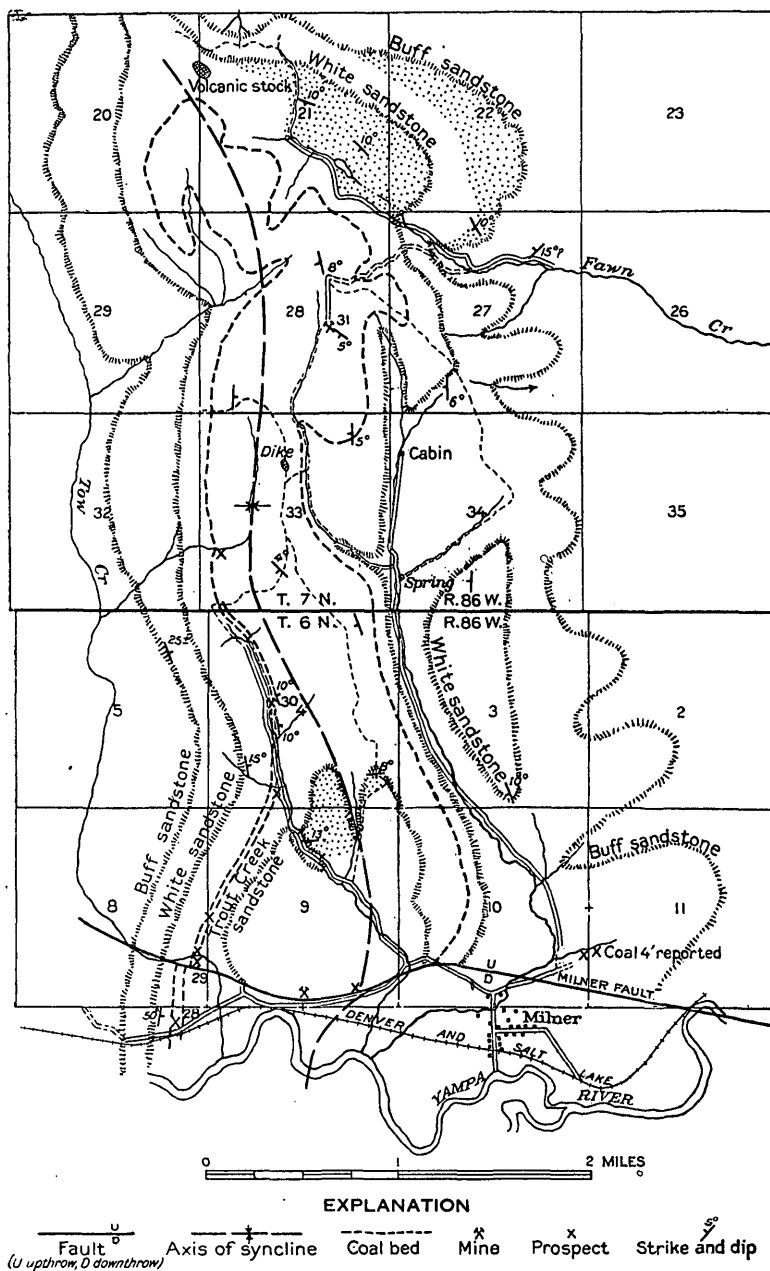 Buff sandstone
White sandstone
Volcanic stock
10°
20
21
22
23
10°
10°
15°?
Fawn
Cr
8°
29
28
31
27
26
5°
6°
5°
Dike
Cabin
Tow
Cr
32
33
34
35
Spring
T. 7 N.
R. 86 W.
T. 6 N.
R. 86 W.
25±
5
10°
30
4
10°
3
2
White sandstone
15°
8°
10°
Buff sandstone
White sandstone
Trout Creek
sandstone
13°
Buff sandstone
8
9
10
11
Coal 4' reported
29
U
D
MILNER FAULT
28
50
Milner
DENVER AND SALT LAKE
YAMPA RIVER
0 1 2 MILES
EXPLANATION
U
D
5°
Fault
Axis of syncline
Coal bed
Mine
Prospect
Strike and dip
(U upthrow, D downthrow)